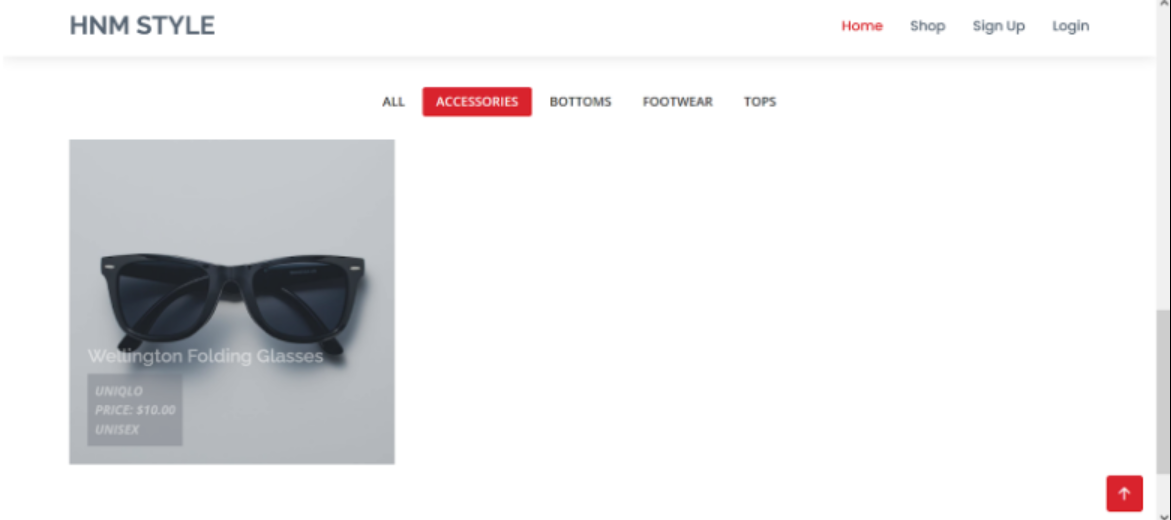 HNM STYLE
Home Shop Sign Up Login
ALL ACCESSORIES BOTTOMS FOOTWEAR TOPS
Wellington Folding Glasses
UNIQLO
PRICE: $10.00
UNISEX